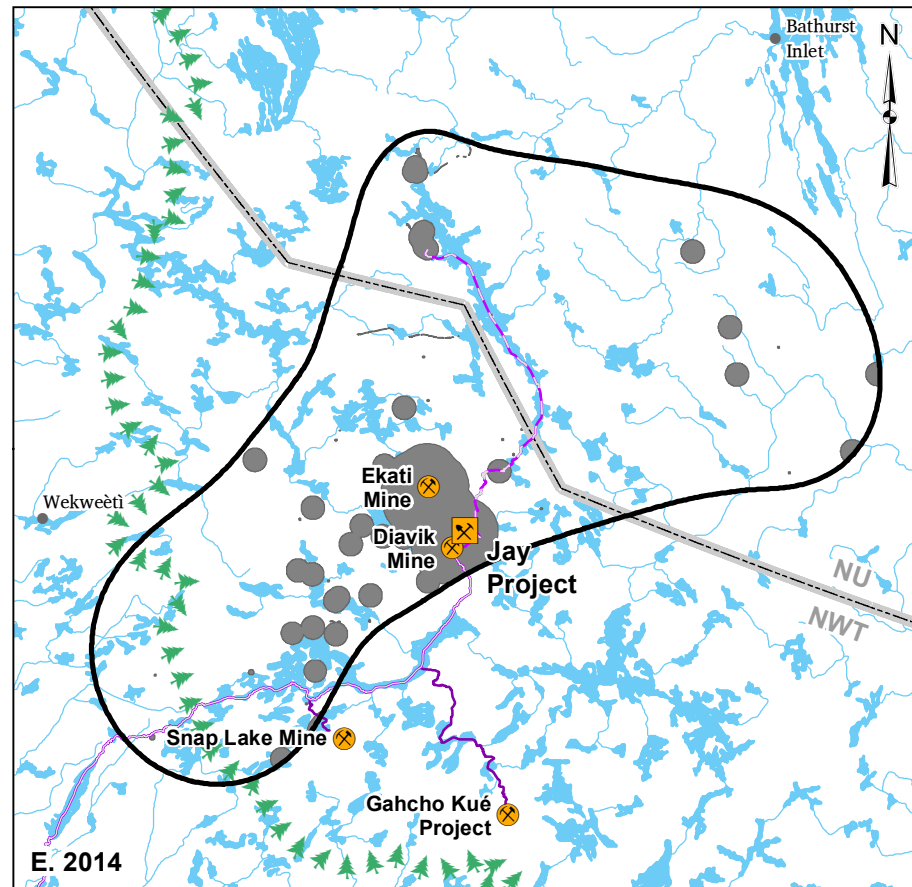 Bathurst
Inlet
N
Ekati
Mine
Wekweètì
Diavik
Mine
Jay
Project
NU
NWT
Snap Lake Mine
Gahcho Kué
Project
E. 2014